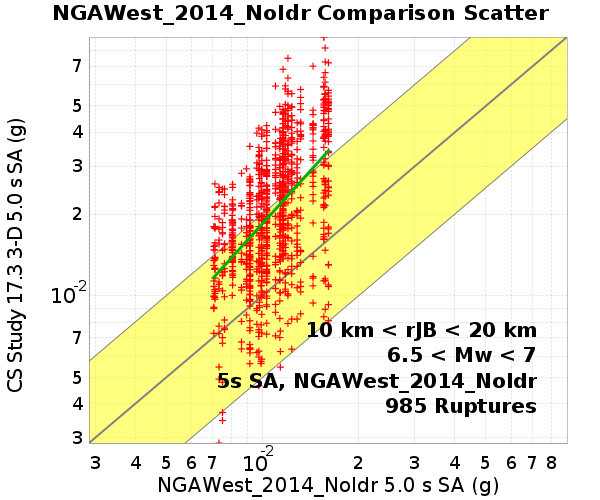 NGAWest_2014_NoIdr Comparison Scatter
CS Study 17.3 3-D 5.0 s SA (g)
7
5
4
3
2
10-2
7
5
4
3
10 km < rJB < 20 km
6.5 < Mw < 7
5s SA, NGAWest_2014_NoIdr
985 Ruptures
3 4 5 6 7 10-2 2 3 4 5 6 7 8
NGAWest_2014_NoIdr 5.0 s SA (g)